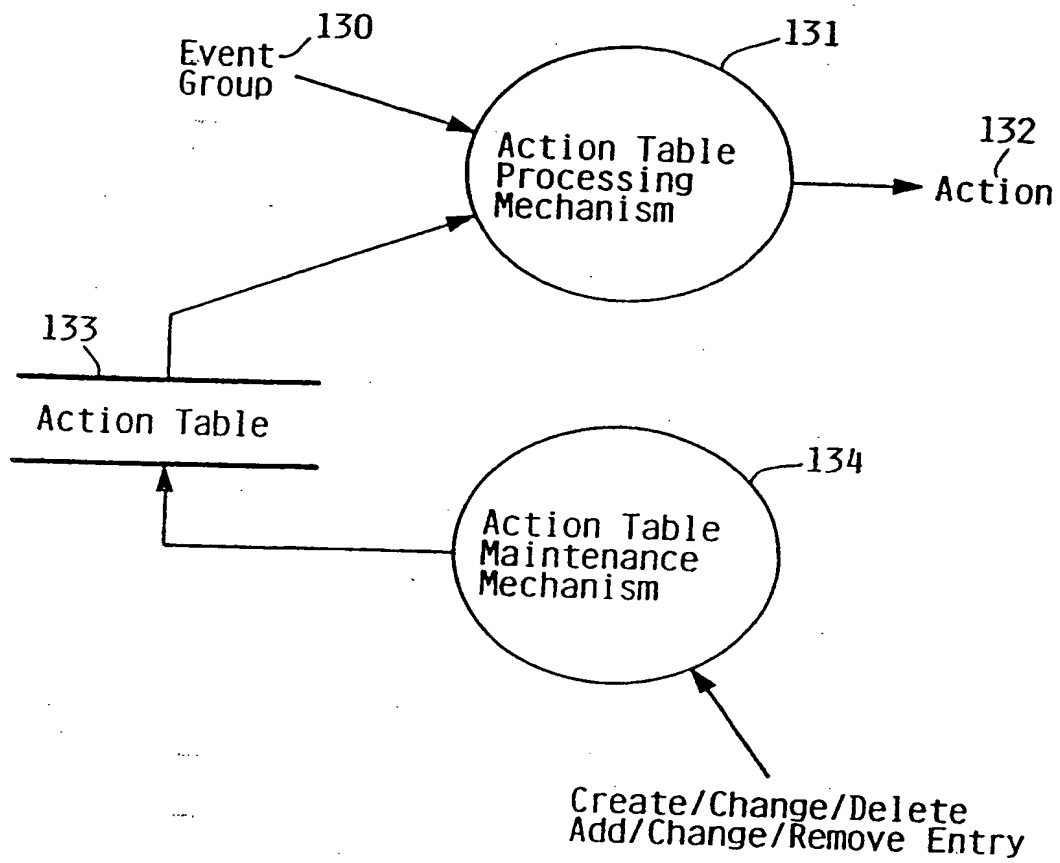 130
Event
Group
131
Action Table
Processing
Mechanism
132
Action
133
Action Table
134
Action Table
Maintenance
Mechanism
Create/Change/Delete
Add/Change/Remove Entry